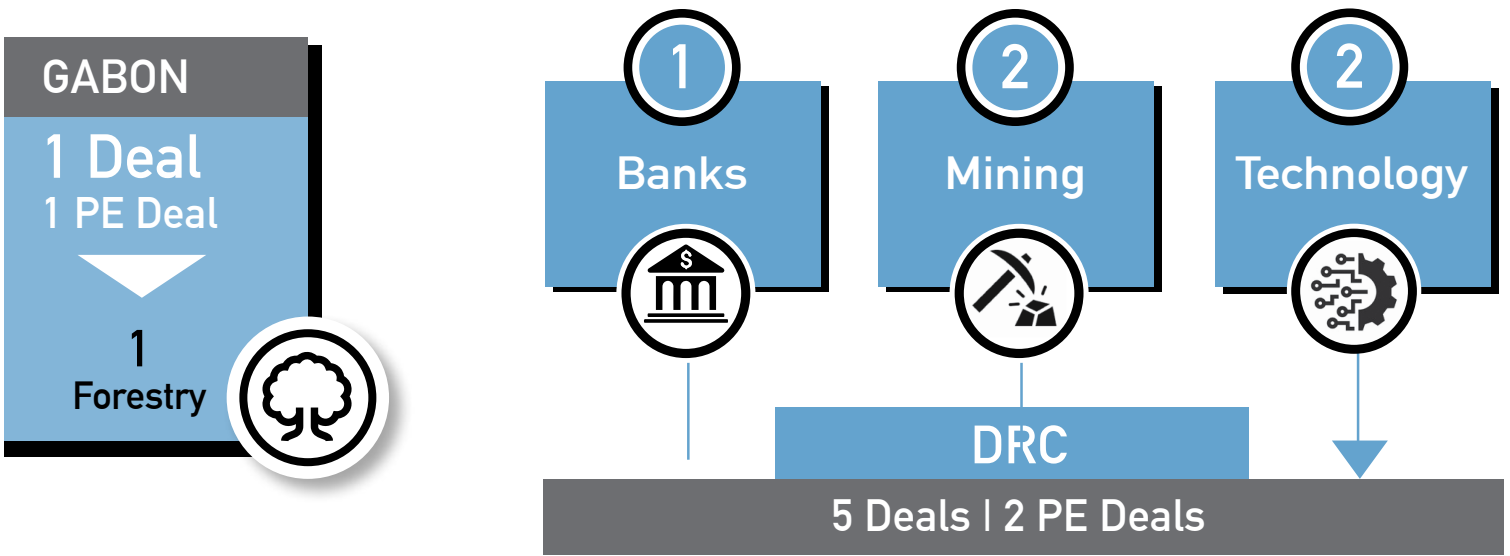 GABON
1 Deal
1 PE Deal
1
Forestry
1
Banks
$
2
Mining
2
Technology
DRC
5 Deals | 2 PE Deals